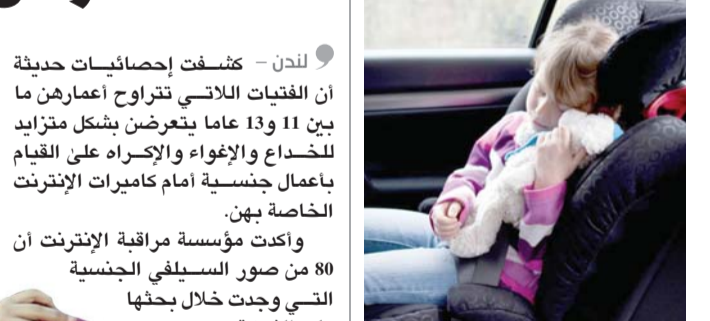 لندن – كشفت إحصائيات حديثة
أن الفتيات اللاتي تتراوح أعمارهن ما
بين 11 و13 عاما يتعرضن بشكل متزايد
للخداع والإغواء والإكراه على القيام
بأعمال جنسية أمام كاميرات الإنترنت
الخاصة بهن.
وأكدت مؤسسة مراقبة الإنترنت أن
80 من صور السيلفي الجنسية
التي وجدت خلال بحثها